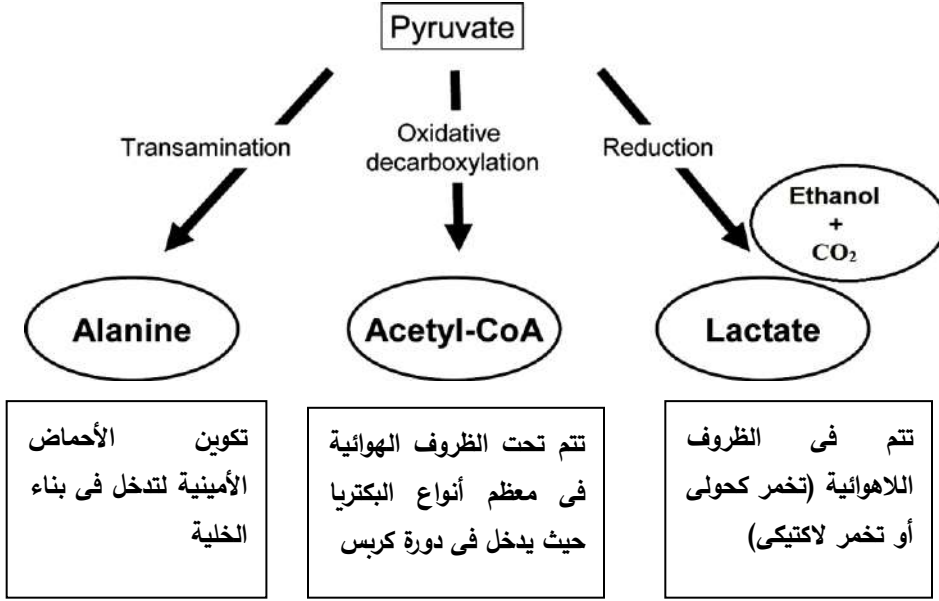 Pyruvate
Transamination
Oxidative
decarboxylation
Reduction
Ethanol
+
CO₂
Alanine
Acetyl-CoA
Lactate
تكوين الأحماض
الأمينية لتدخل فى بناء
الخلية
تتم تحت الظروف الهوائية
فى معظم أنواع البكتريا
حيث يدخل فى دورة كربس
تتم فى الظروف
اللاهوائية (تخمر كحولى
أو تخمر لاكتيكى)